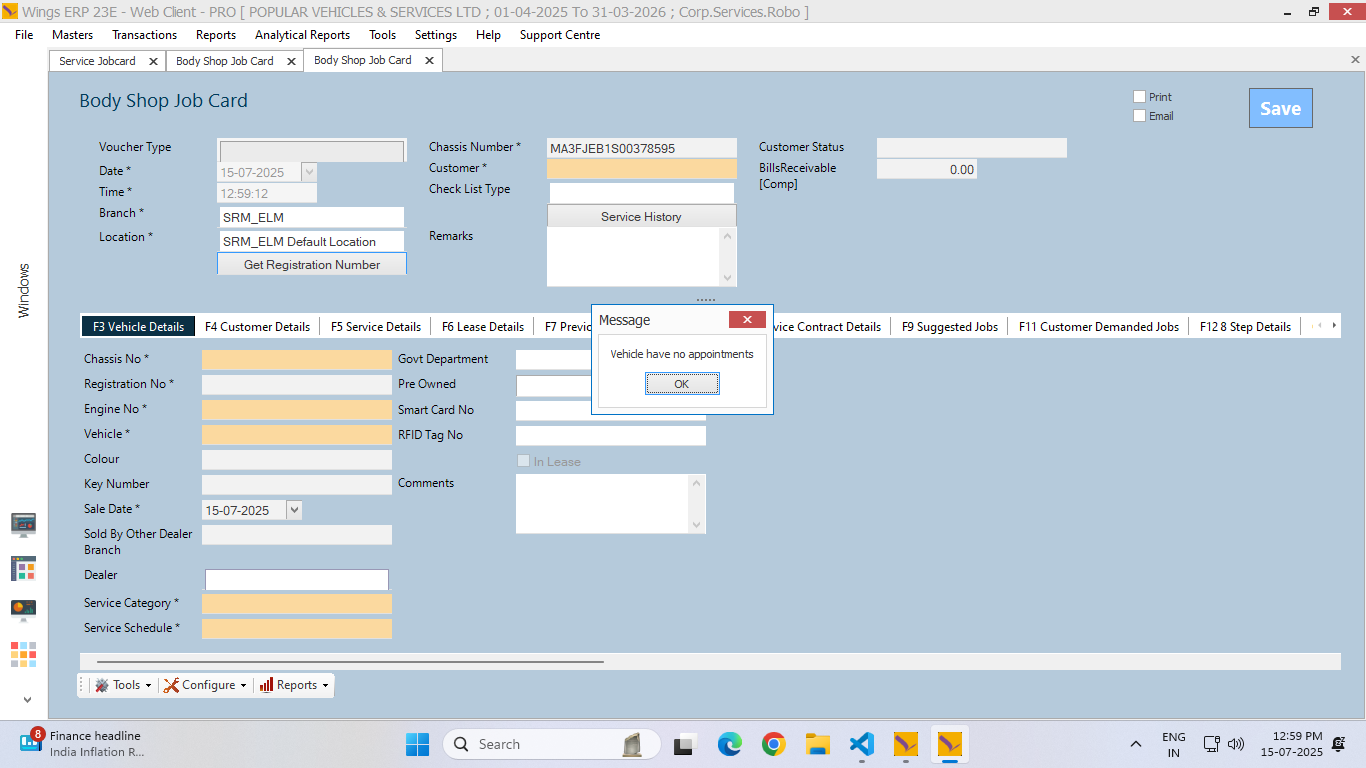 Wings ERP 23E - Web Client - PRO [ POPULAR VEHICLES & SERVICES LTD ; 01-04-2025 To 31-03-2026 ; Corp.Services.Robo ]
File Masters Transactions Reports Analytical Reports Tools Settings Help Support Centre
Service Jobcard Body Shop Job Card Body Shop Job Card
Body Shop Job Card
Print
Email
Save
Voucher Type
Date *
15-07-2025
Time *
12:59:12
Branch *
SRM_ELM
Location *
SRM_ELM Default Location
Get Registration Number
Chassis Number *
MA3FJEB1S00378595
Customer *
Check List Type
Service History
Remarks
Customer Status
BillsReceivable
[Comp]
0.00
Windows
F3 Vehicle Details F4 Customer Details F5 Service Details F6 Lease Details F7 Previo vice Contract Details F9 Suggested Jobs F11 Customer Demanded Jobs F12 8 Step Details
Message
Vehicle have no appointments
OK
Chassis No *
Registration No *
Engine No *
Vehicle *
Colour
Key Number
Sale Date *
15-07-2025
Sold By Other Dealer
Branch
Dealer
Service Category *
Service Schedule *
Govt Department
Pre Owned
Smart Card No
RFID Tag No
In Lease
Comments
Tools Configure Reports
8
Finance headline
India Inflation R...
Search
ENG
IN
12:59 PM
15-07-2025